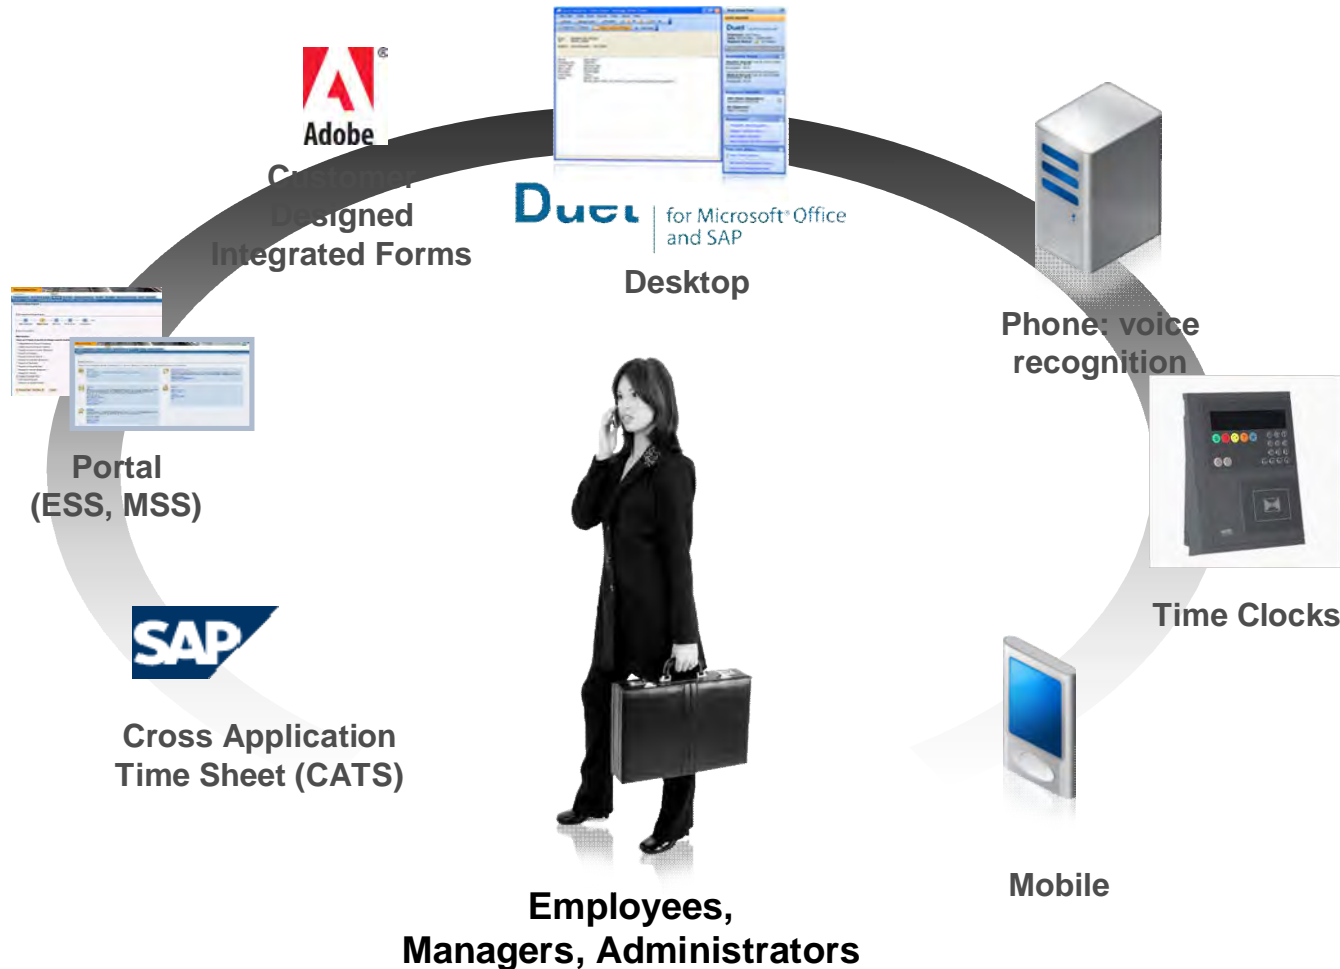 Adobe®
Customer
Designed
Integrated Forms
Duet
for Microsoft® Office
and SAP
Desktop
Phone: voice
recognition
Portal
(ESS, MSS)
Time Clocks
SAP
Cross Application
Time Sheet (CATS)
Mobile
Employees,
Managers, Administrators